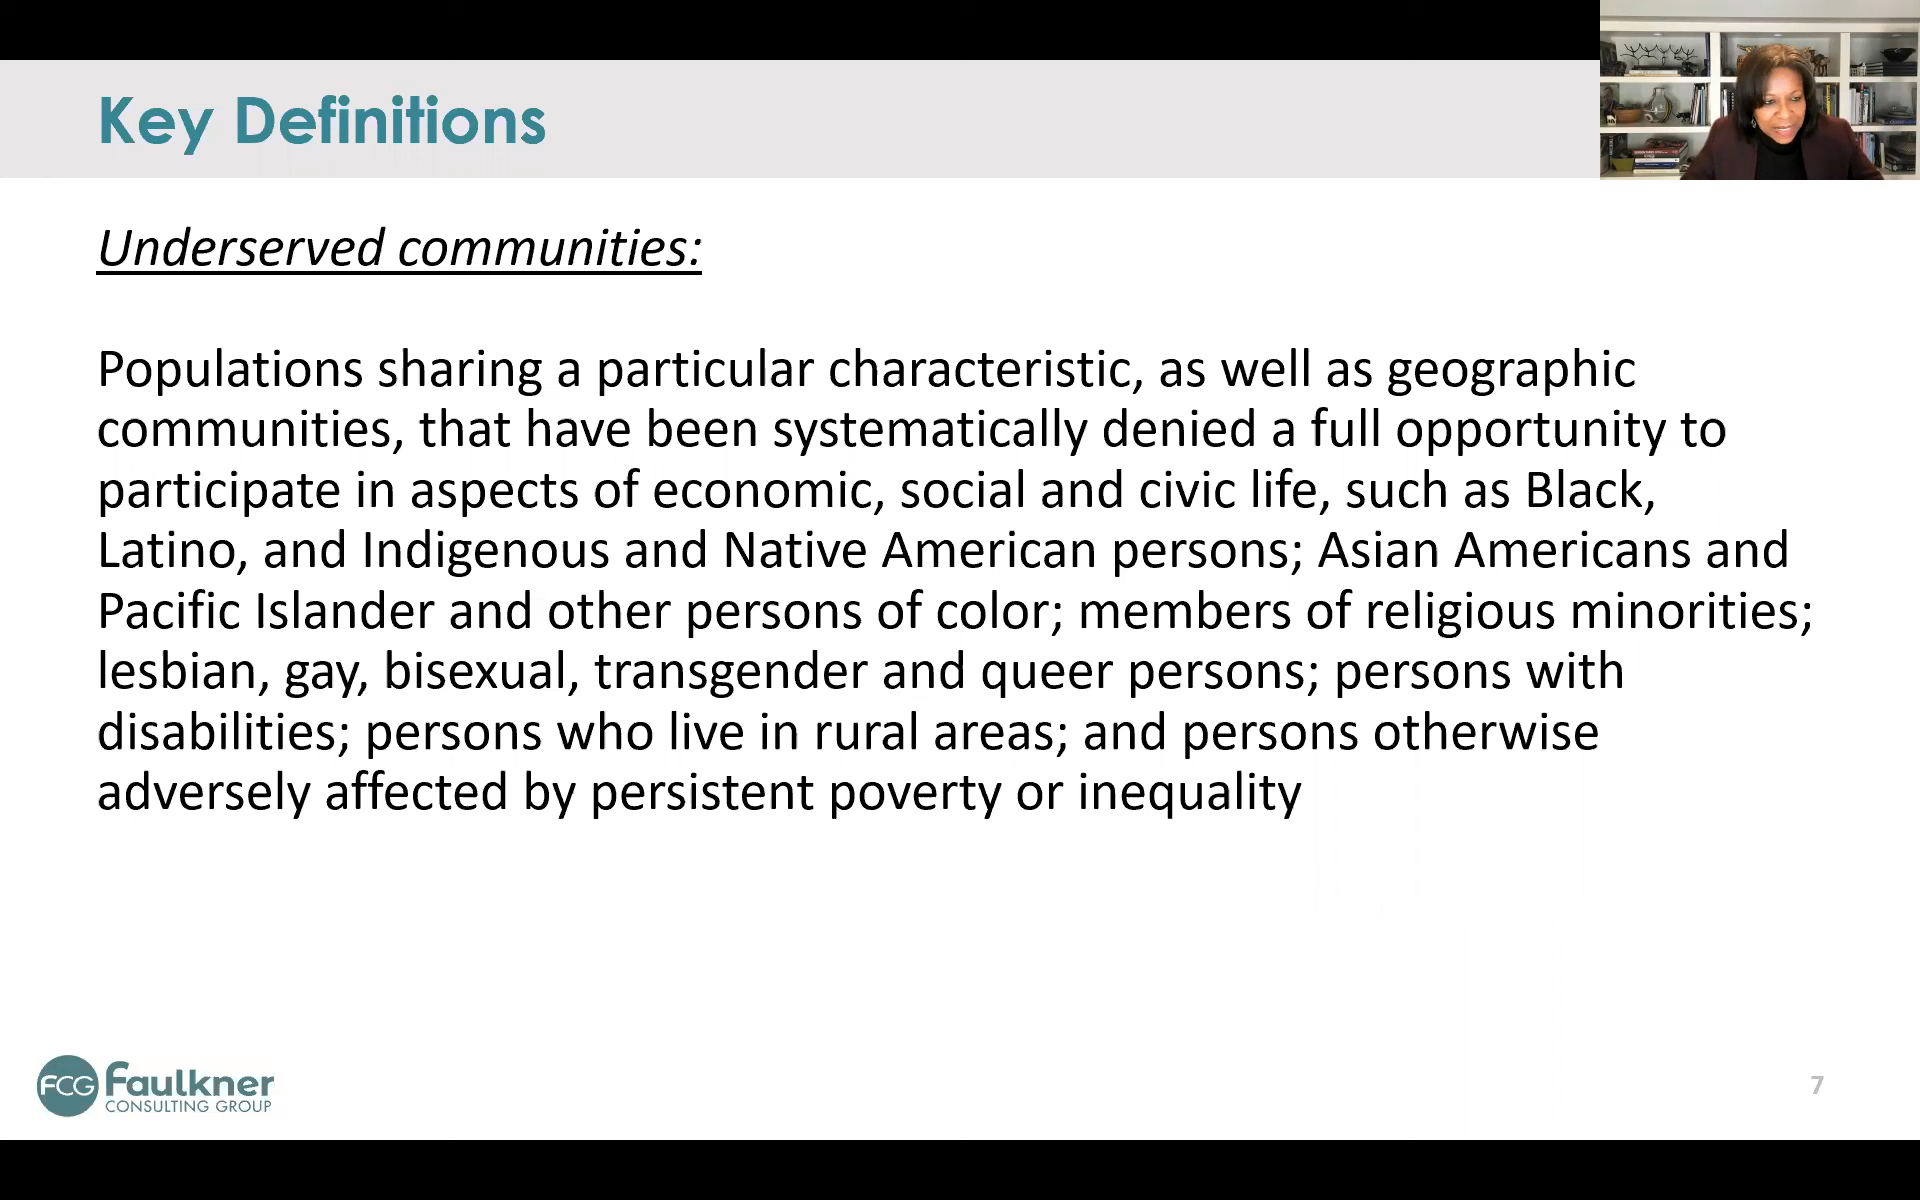 Key Definitions
Underserved communities:
Populations sharing a particular characteristic, as well as geographic
communities, that have been systematically denied a full opportunity to
participate in aspects of economic, social and civic life, such as Black,
Latino, and Indigenous and Native American persons; Asian Americans and
Pacific Islander and other persons of color; members of religious minorities;
lesbian, gay, bisexual, transgender and queer persons; persons with
disabilities; persons who live in rural areas; and persons otherwise
adversely affected by persistent poverty or inequality
FCG Faulkner
CONSULTING GROUP
7